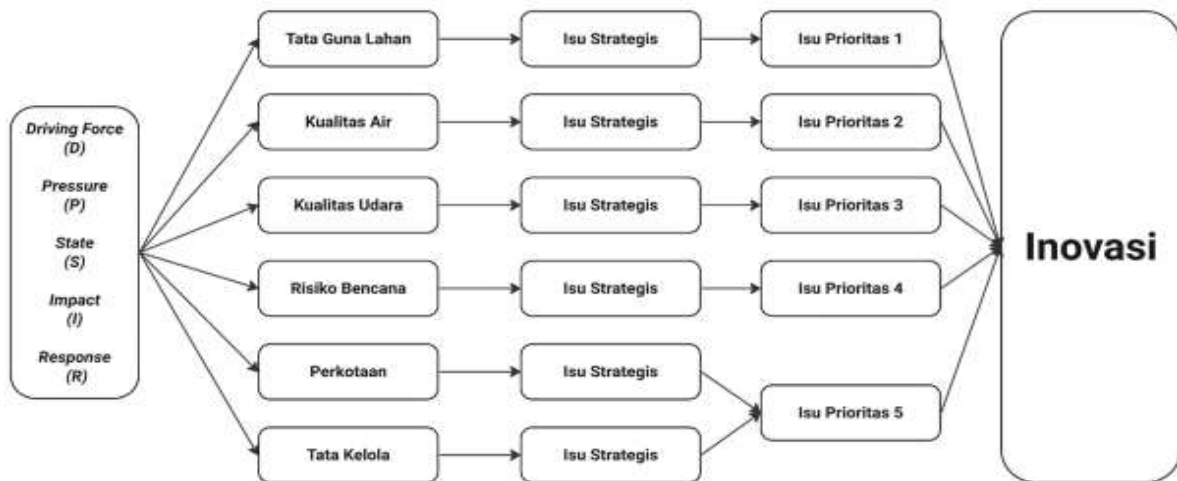 Driving Force
(D)
Pressure
(P)
State
(S)
Impact
(I)
Response
(R)
Tata Guna Lahan
Isu Strategis
Isu Prioritas 1
Kualitas Air
Isu Strategis
Isu Prioritas 2
Kualitas Udara
Isu Strategis
Isu Prioritas 3
Risiko Bencana
Isu Strategis
Isu Prioritas 4
Perkotaan
Isu Strategis
Tata Kelola
Isu Strategis
Isu Prioritas 5
Inovasi